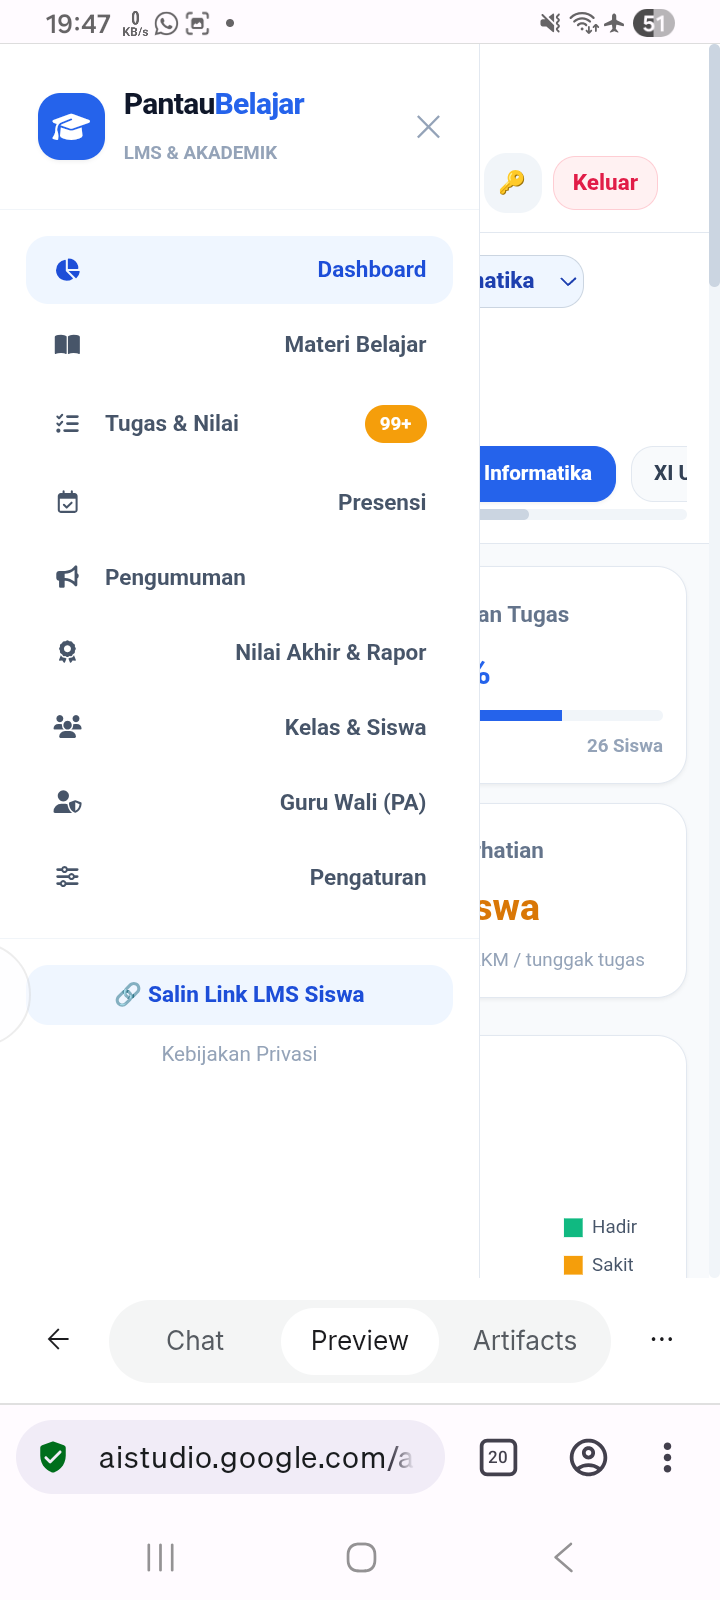 19:47
0
KB/s
51
PantauBelajar
LMS & AKADEMIK
Keluar
Dashboard
atika
Materi Belajar
Tugas & Nilai
99+
Informatika
XI U
Presensi
Pengumuman
an Tugas
Nilai Akhir & Rapor
%
Kelas & Siswa
26 Siswa
Guru Wali (PA)
hatian
Pengaturan
swa
KM / tunggak tugas
🔗 Salin Link LMS Siswa
Kebijakan Privasi
Hadir
Sakit
Chat
Preview
Artifacts
aistudio.google.com/a
20